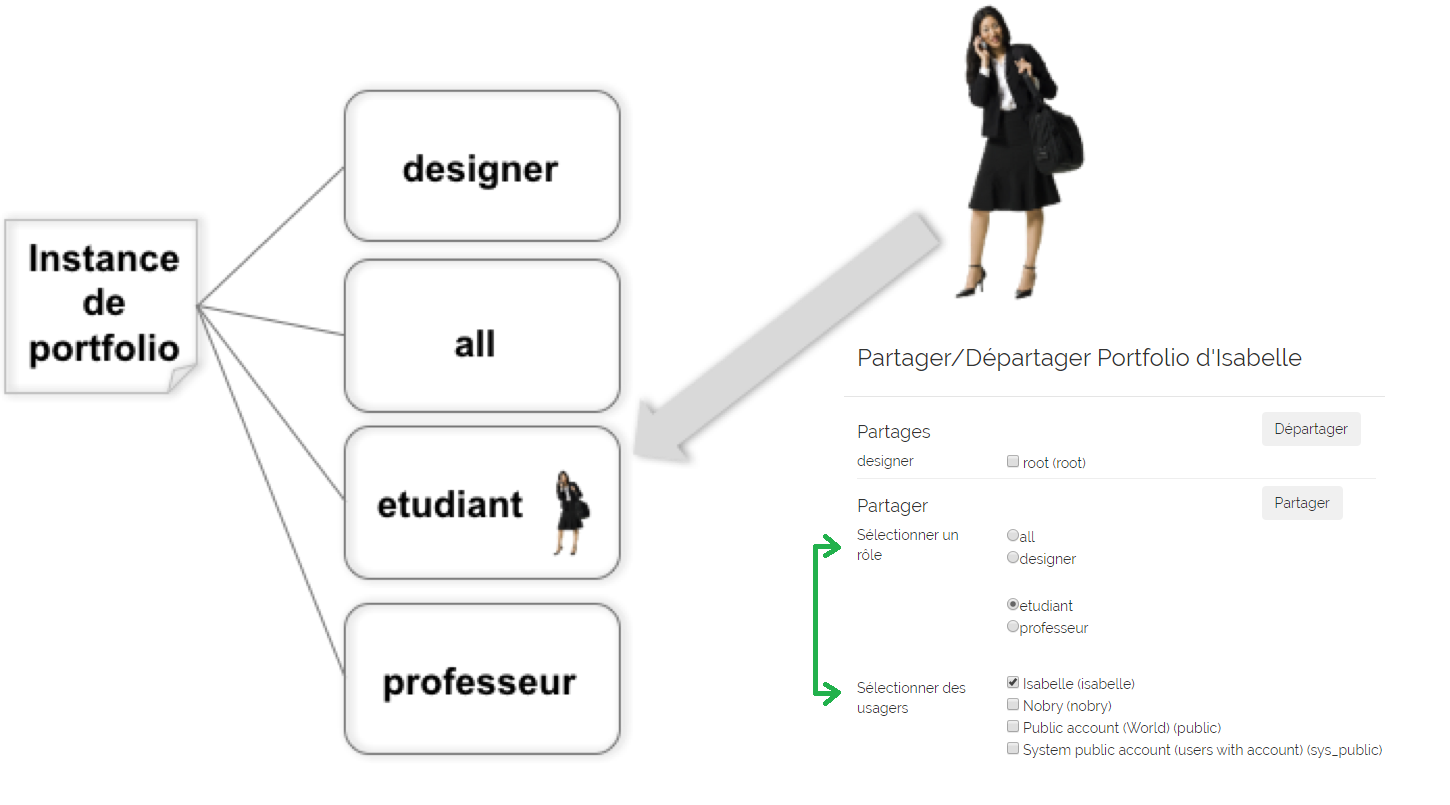 Instance
de
portfolio
designer
all
etudiant
professeur
Partager/Départager Portfolio d'Isabelle
Partages
Départager
designer
root (root)
Partager
Partager
Sélectionner un
rôle
all
designer
etudiant
professeur
Sélectionner des
usagers
Isabelle (isabelle)
Nobry (nobry)
Public account (World) (public)
System public account (users with account) (sys_public)